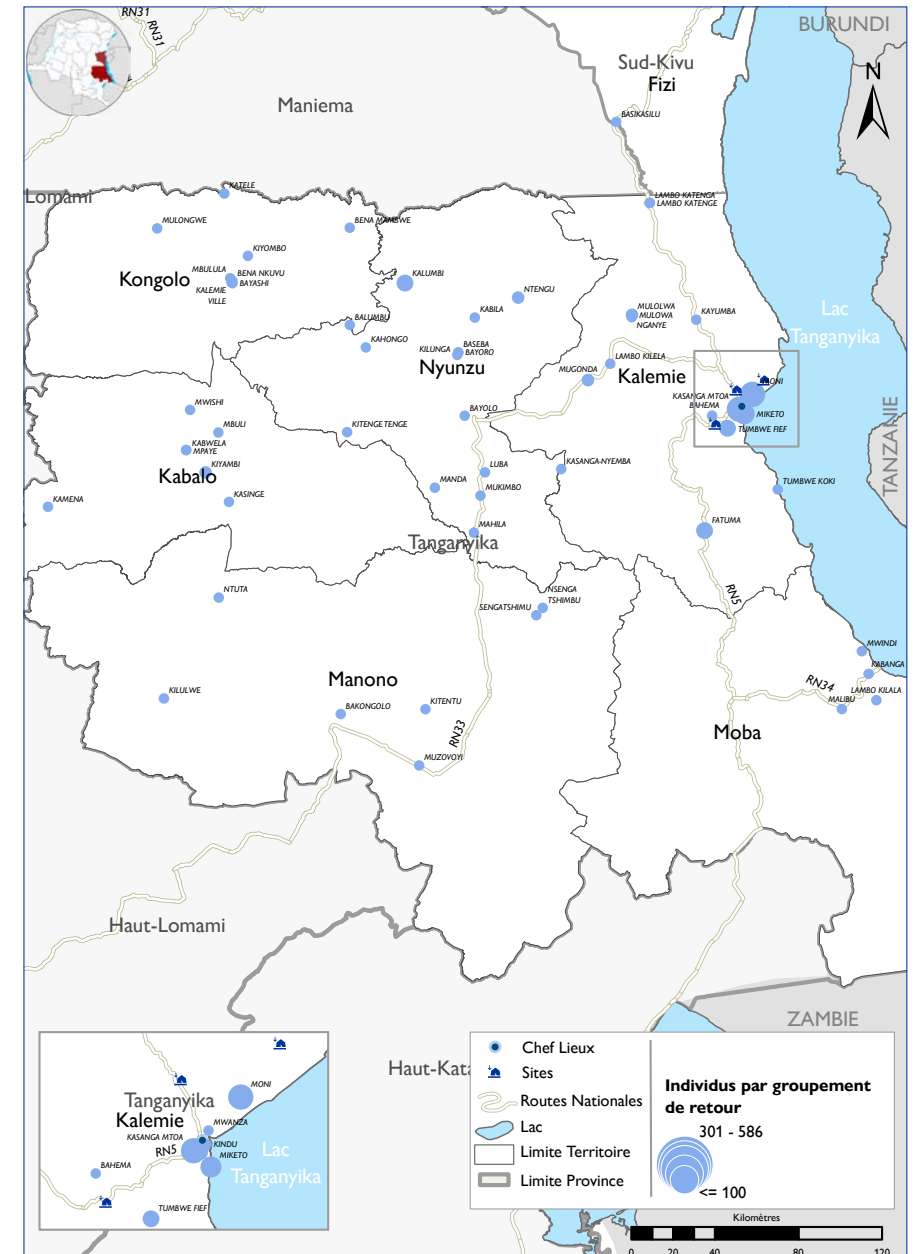 RN31
RN31
BURUNDI
Sud-Kivu
Fizi
N
Maniema
BASIKASILU
KATELE
Lomami
LAMBO KATENGA
LAMBO KATENGE
MULONGWE
BENA MAMBWE
KIYOMBO
MBULULA
BENA NKUVU
Kongolo
BAYASHI
KALEMIE
VILLE
KALUMBI
NTENGU
KABILA
MULOLWA
MULOWA
NGANYE
KAYUMBA
Lac
Tanganyika
BALUMBU
KAHONGO
KILUNGA
BASEBA
BAYORO
Nyunzu
LAMBO KILELA
MUGONDA
Kalemie
MONI
KASANGA MTOA
BAHEMA
MIKETO
TUMBWE FIEF
TANZANIE
MWISHI
MBULI
KITENGE TENGE
BAYOLO
KABWELA
MPAYE
KIYAMBI
Kabalo
KASINGE
KAMENA
LUBA
MANDA
MUKIMBO
KASANGA-NYEMBA
TUMBWE KOKI
MAHILA
Tanganyika
FATUMA
NTUTA
NSENGA
TSHIMBU
SENGATSHIMU
RN5
MWINDI
KABANGA
RN34
LAMBO KILALA
MALIBU
KILULWE
Manono
BAKONGOLO
KITENTU
RN33
MUZOVOYI
Moba
Haut-Lomami
ZAMBIE
Haut-Kata
MONI
Tanganyika
Kalemie
MWANZA
KASANGA MTOA
KINDU
RN5
MIKETO
Lac
Tanganyika
BAHEMA
TUMBWE FIEF
Chef Lieux
Sites
Routes Nationales
Lac
Limite Territoire
Limite Province
Individus par groupement
de retour
301 - 586
<= 100
Kilomètres
0 20 40 80 120